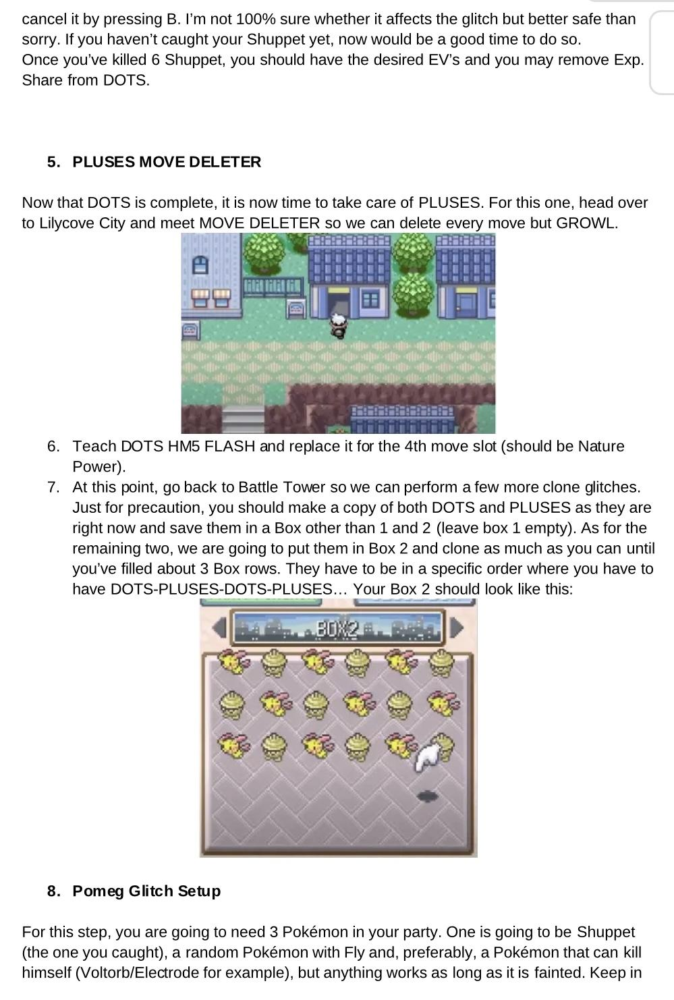 cancel it by pressing B. I’m not 100% sure whether it affects the glitch but better safe than
sorry. If you haven’t caught your Shuppet yet, now would be a good time to do so.
Once you’ve killed 6 Shuppet, you should have the desired EV’s and you may remove Exp.
Share from DOTS.
5. PLUSES MOVE DELETER
Now that DOTS is complete, it is now time to take care of PLUSES. For this one, head over
to Lilycove City and meet MOVE DELETER so we can delete every move but GROWL.
6. Teach DOTS HM5 FLASH and replace it for the 4th move slot (should be Nature
Power).
7. At this point, go back to Battle Tower so we can perform a few more clone glitches.
Just for precaution, you should make a copy of both DOTS and PLUSES as they are
right now and save them in a Box other than 1 and 2 (leave box 1 empty). As for the
remaining two, we are going to put them in Box 2 and clone as much as you can until
you’ve filled about 3 Box rows. They have to be in a specific order where you have to
have DOTS-PLUSES-DOTS-PLUSES… Your Box 2 should look like this:
BOX2
8. Pomeg Glitch Setup
For this step, you are going to need 3 Pokémon in your party. One is going to be Shuppet
(the one you caught), a random Pokémon with Fly and, preferably, a Pokémon that can kill
himself (Voltorb/Electrode for example), but anything works as long as it is fainted. Keep in